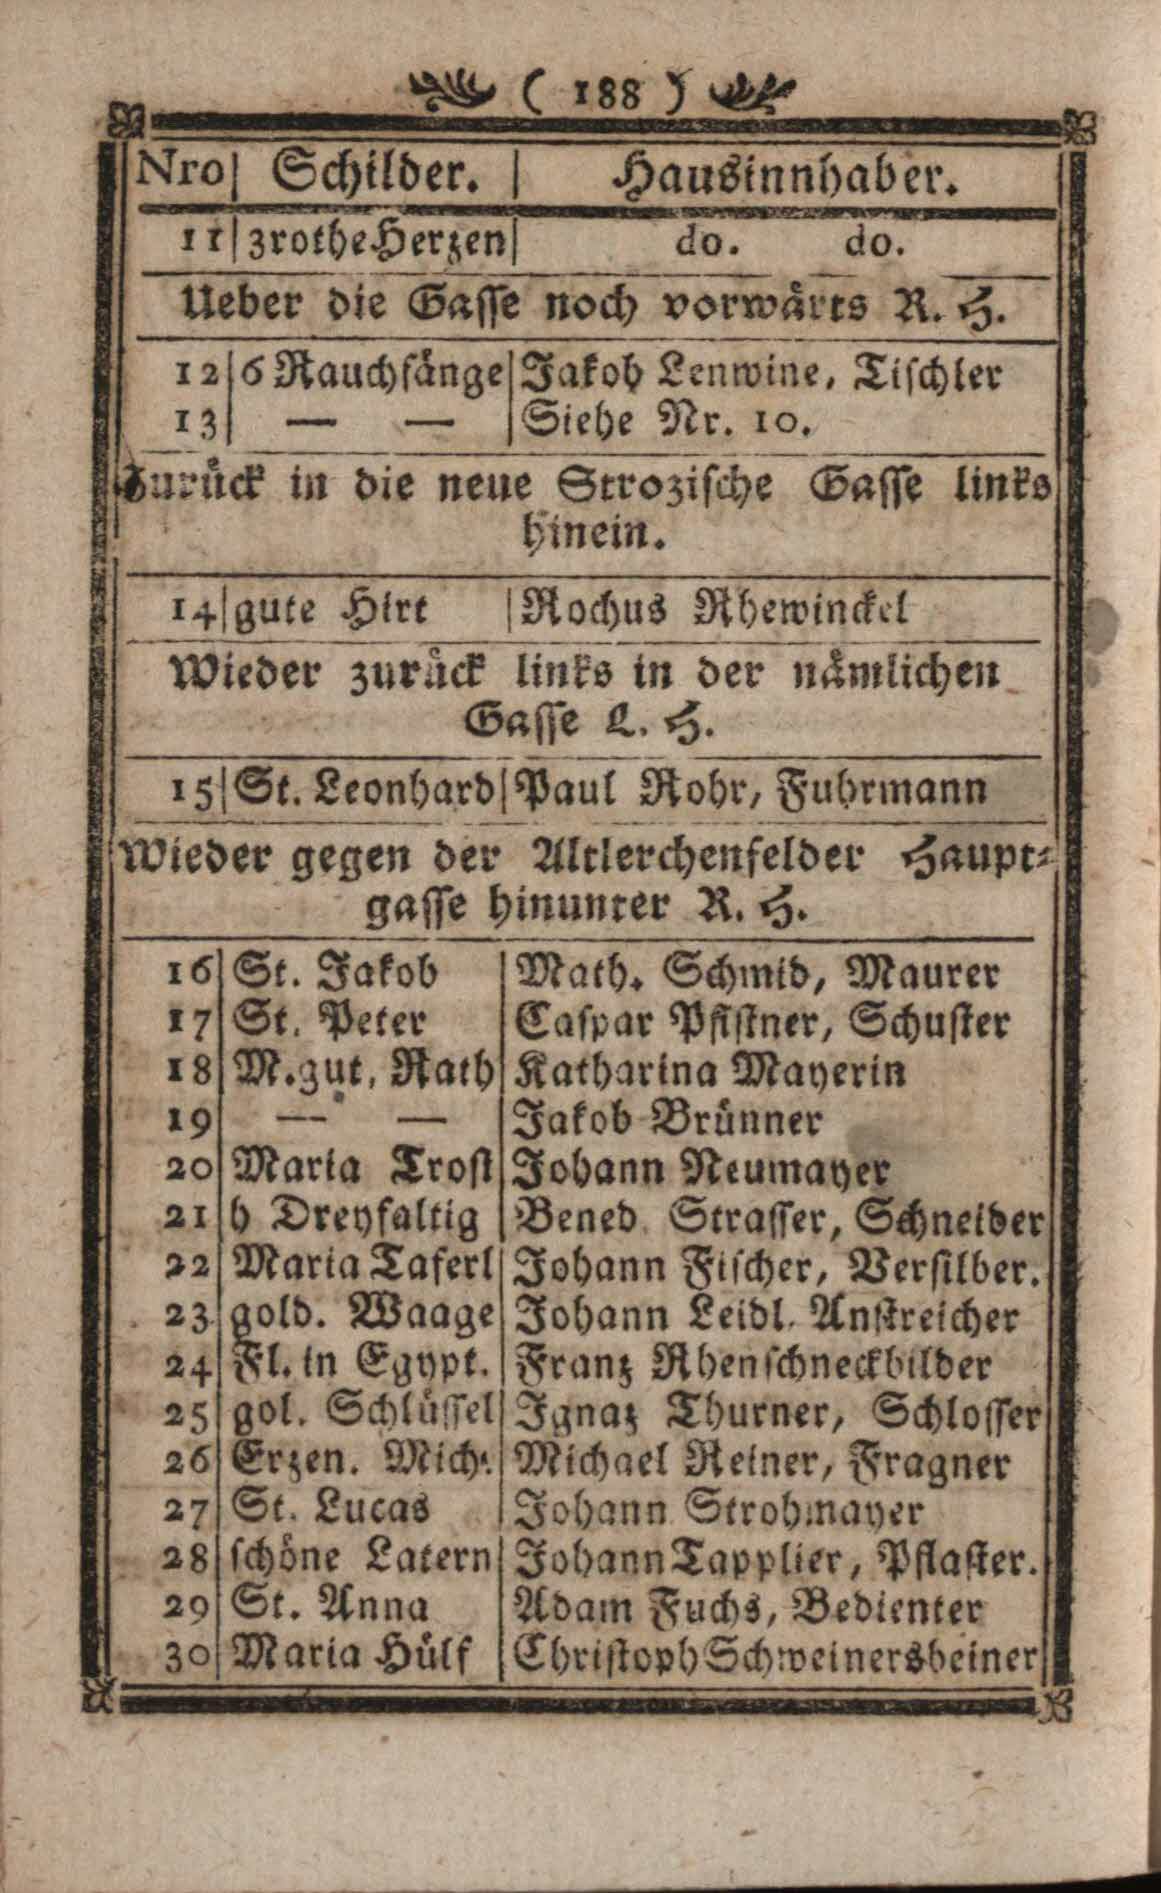 ( 188 )
Nro Schilder. Hausinnhaber.
11 3rotheHerzen do. do.
Ueber die Gasse noch vorwärts R. H.
12 6 Rauchfänge Jakob Lenwine, Tischler
13 — — Siehe Nr. 10.
Zurück in die neue Strozische Gasse links
hinein.
14 gute Hirt Rochus Rhewinckel
Wieder zurück links in der nämlichen
Gasse L. H.
15 St. Leonhard Paul Rohr, Fuhrmann
Wieder gegen der Altlerchenfelder Haupt-
gasse hinunter R. H.
16 St. Jakob Math. Schmid, Maurer
17 St. Peter Caspar Pfistner, Schuster
18 M.gut. Rath Katharina Mayerin
19 — — Jakob Brünner
20 Maria Trost Johann Neumayer
21 h Dreyfaltig Bened. Strasser, Schneider
22 Maria Taferl Johann Fischer, Versilber.
23 gold. Waage Johann Leidl. Anstreicher
24 Fl. in Egypt. Franz Rhenschneckbilder
25 gol. Schlüssel Ignaz Thurner, Schlosser
26 Erzen. Mich. Michael Reiner, Fragner
27 St. Lucas Johann Strohmayer
28 schöne Latern Johann Tapplier, Pflaster.
29 St. Anna Adam Fuchs, Bedienter
30 Maria Hülf Christoph Schweinersbeiner